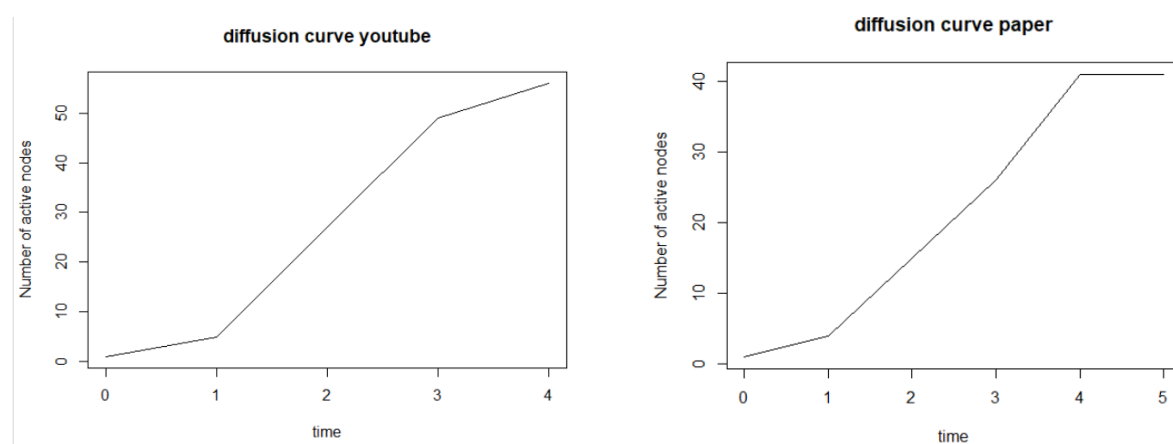 diffusion curve youtube
Number of active nodes
50
40
30
20
10
0
0 1 2 3 4
time
diffusion curve paper
Number of active nodes
40
30
20
10
0
0 1 2 3 4 5
time